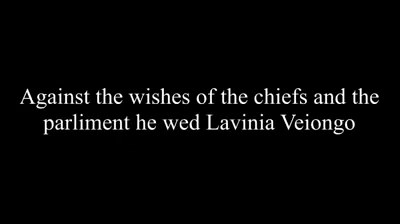 Against the wishes of the chiefs and the
parliment he wed Lavinia Veiongo